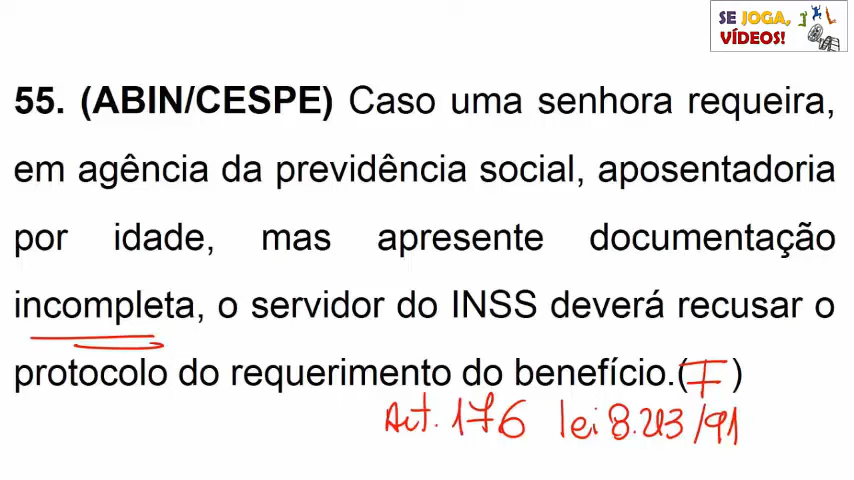 SE JOGA,
VÍDEOS!
55. (ABIN/CESPE) Caso uma senhora requeira,
em agência da previdência social, aposentadoria
por idade, mas apresente documentação
incompleta, o servidor do INSS deverá recusar o
protocolo do requerimento do benefício.(F)
Art. 176 lei 8.213/91